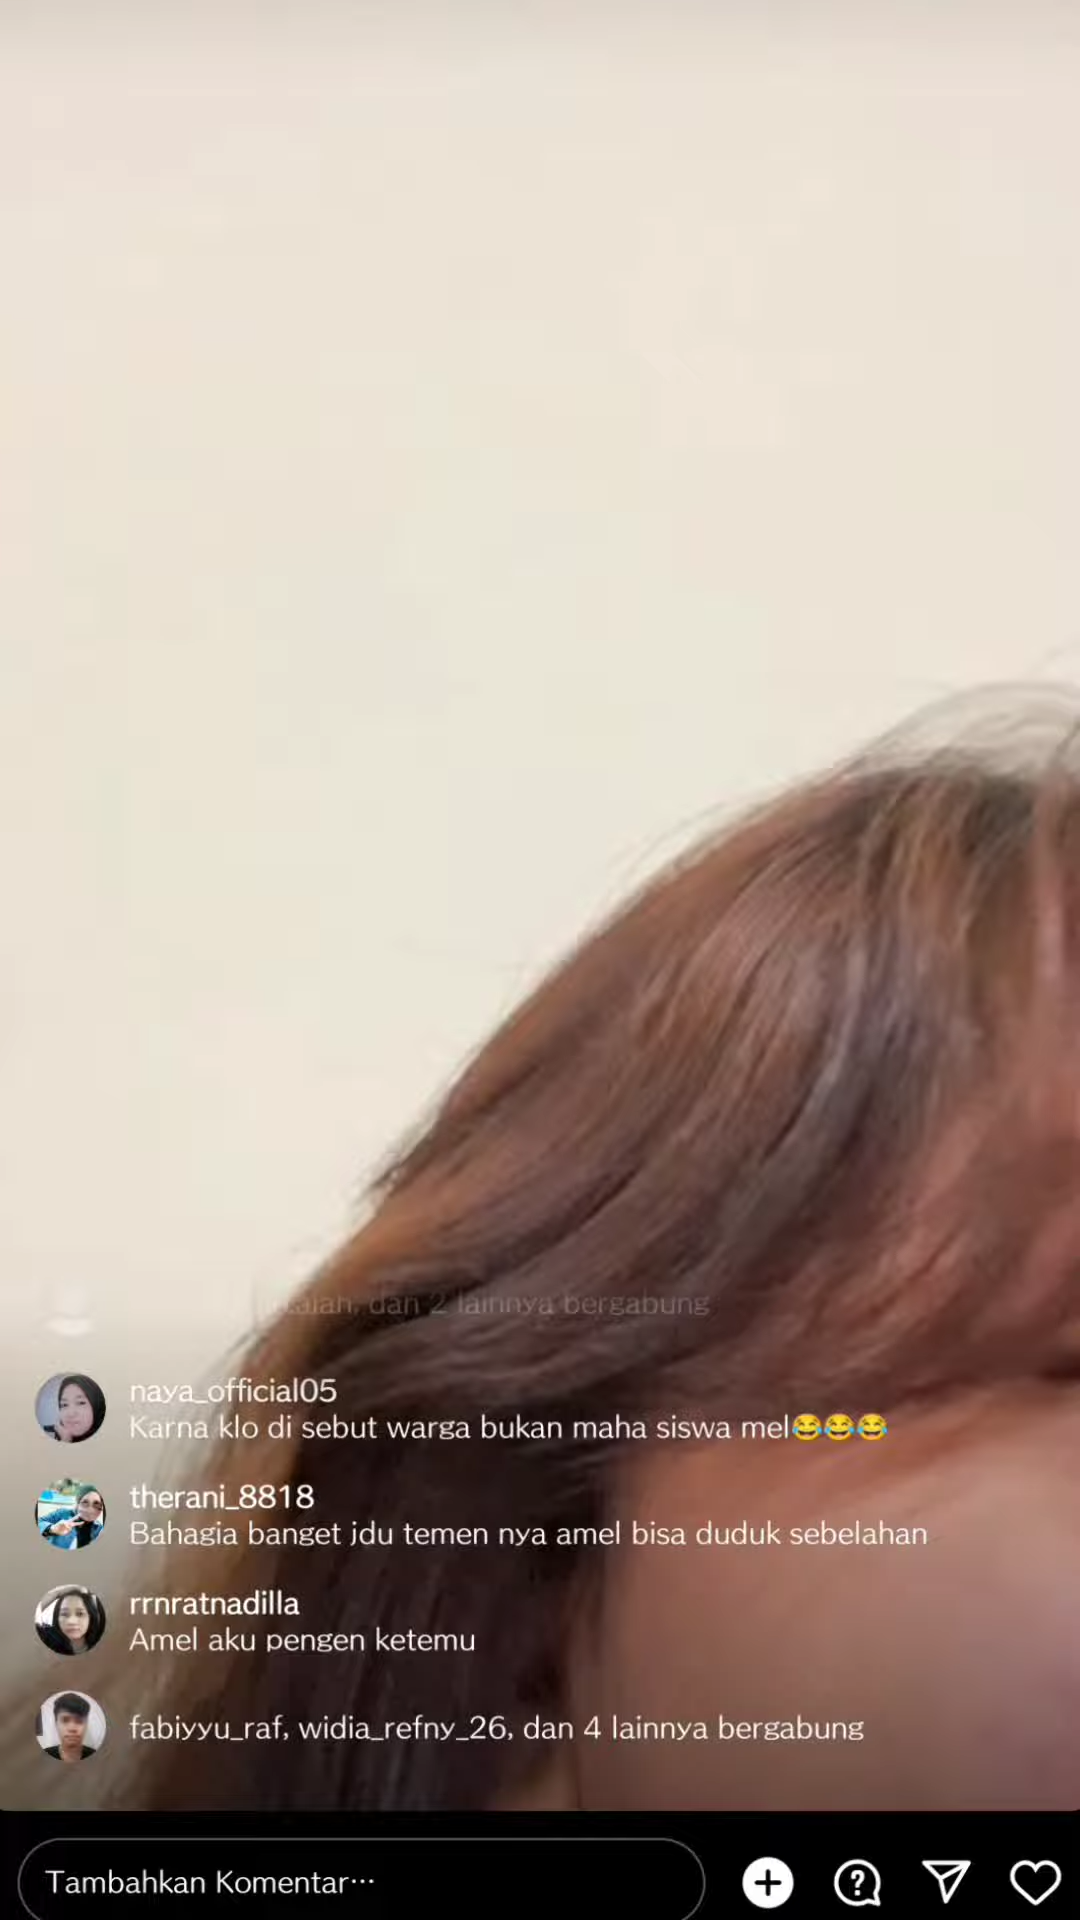 dan 2 lainnya bergabung
naya_official05
Karna klo di sebut warga bukan maha siswa mel😂😂😂
therani_8818
Bahagia banget jdu temen nya amel bisa duduk sebelahan
rrnratnadilla
Amel aku pengen ketemu
fabiyyu_raf, widia_refny_26, dan 4 lainnya bergabung
Tambahkan Komentar...